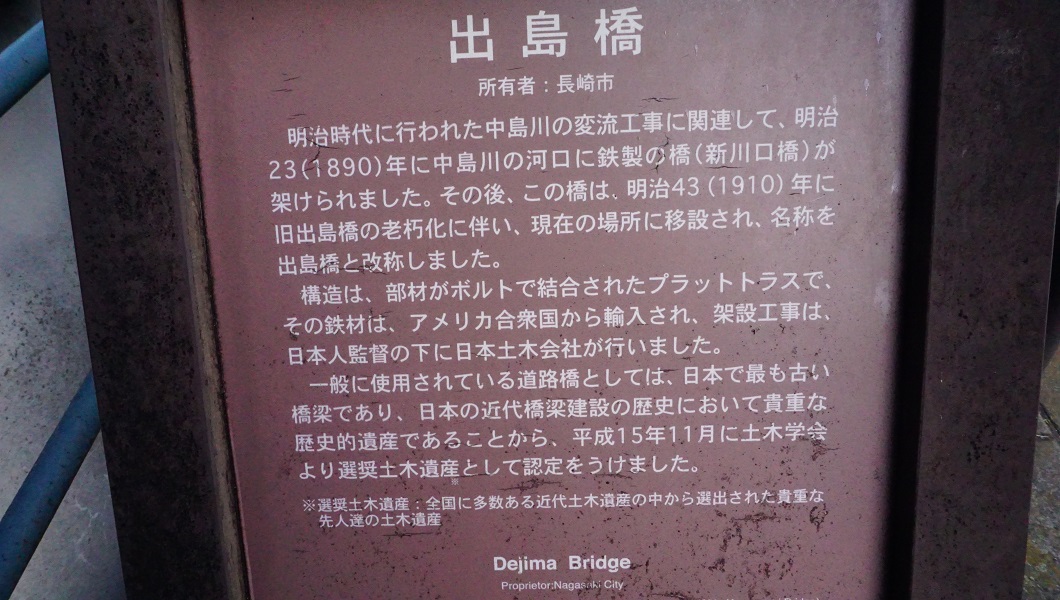 出島橋
所有者：長崎市
明治時代に行われた中島川の変流工事に関連して、明治
23(1890)年に中島川の河口に鉄製の橋(新川口橋)が
架けられました。その後、この橋は、明治43(1910)年に
旧出島橋の老朽化に伴い、現在の場所に移設され、名称を
出島橋と改称しました。
構造は、部材がボルトで結合されたプラットトラスで、
その鉄材は、アメリカ合衆国から輸入され、架設工事は、
日本人監督の下に日本土木会社が行いました。
一般に使用されている道路橋としては、日本で最も古い
橋梁であり、日本の近代橋梁建設の歴史において貴重な
歴史的遺産であることから、平成15年11月に土木学会
より選奨土木遺産として認定をうけました。
※
※選奨土木遺産：全国に多数ある近代土木遺産の中から選出された貴重な
先人達の土木遺産
Dejima Bridge
Proprietor:Nagasaki City